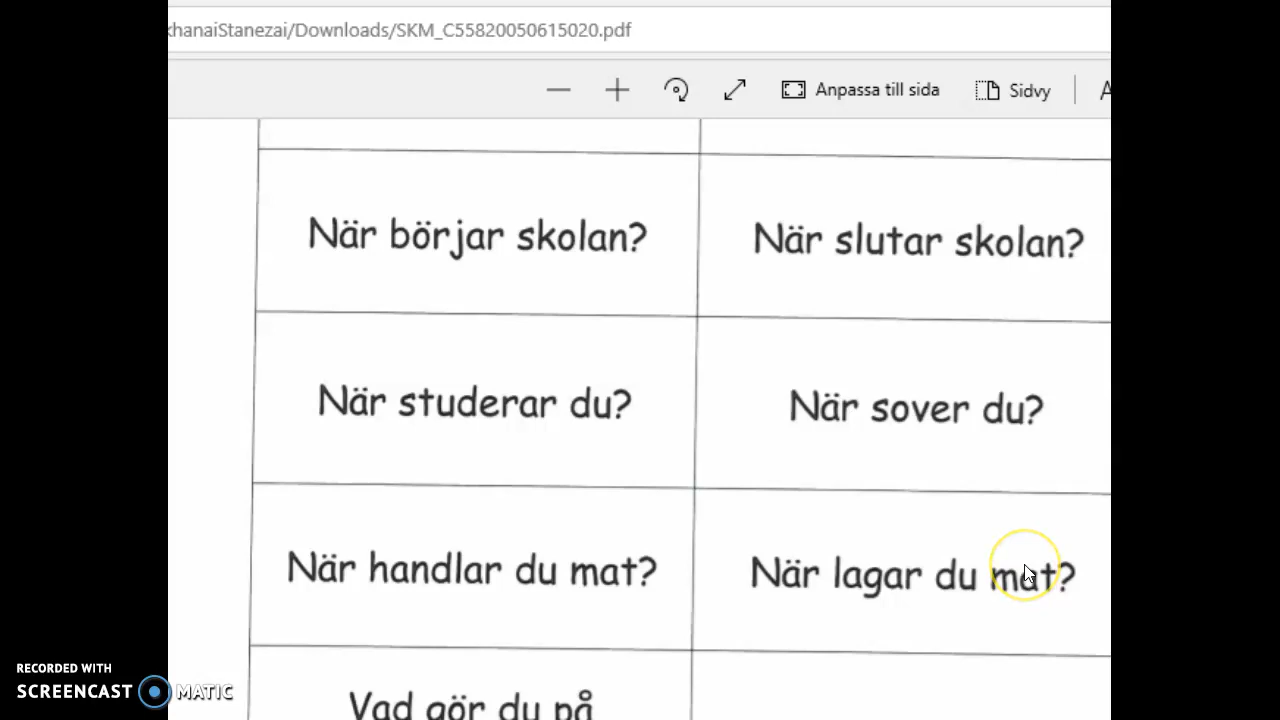 khanaiStanezai/Downloads/SKM_C55820050615020.pdf
Anpassa till sida
Sidvy
När börjar skolan?
När slutar skolan?
När studerar du?
När sover du?
När handlar du mat?
När lagar du mat?
Vad gör du på
RECORDED WITH
SCREENCAST MATIC